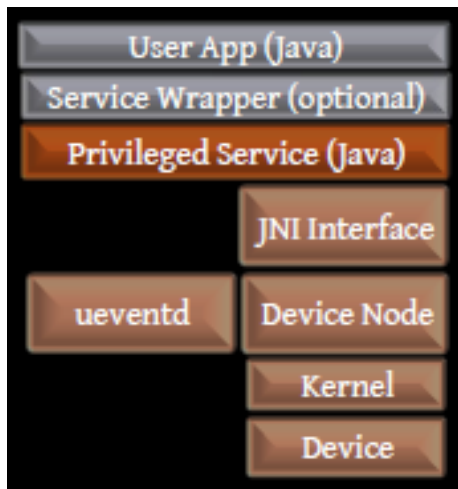 User App (Java)
Service Wrapper (optional)
Privileged Service (Java)
JNI Interface
ueventd
Device Node
Kernel
Device